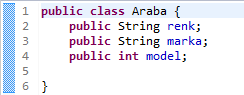 1 public class Araba {
2     public String renk;
3     public String marka;
4     public int model;
5
6 }